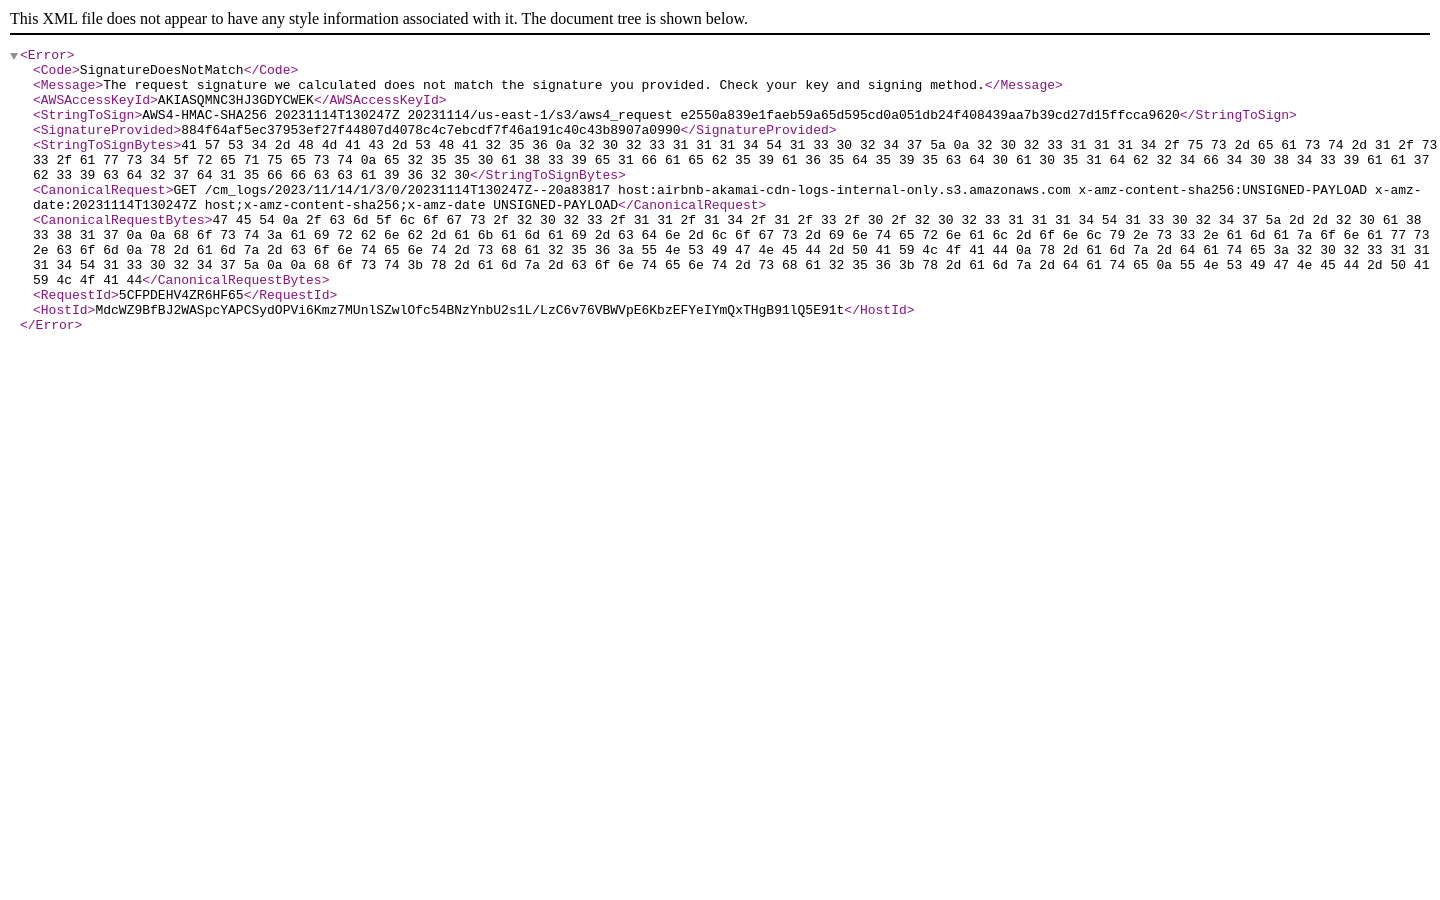 This XML file does not appear to have any style information associated with it. The document tree is shown below.
<Error>
<Code>SignatureDoesNotMatch</Code>
<Message>The request signature we calculated does not match the signature you provided. Check your key and signing method.</Message>
<AWSAccessKeyId>AKIASQMNC3HJ3GDYCWEK</AWSAccessKeyId>
<StringToSign>AWS4-HMAC-SHA256 20231114T130247Z 20231114/us-east-1/s3/aws4_request e2550a839e1faeb59a65d595cd0a051db24f408439aa7b39cd27d15ffcca9620</StringToSign>
<SignatureProvided>884f64af5ec37953ef27f44807d4078c4c7ebcdf7f46a191c40c43b8907a0990</SignatureProvided>
<StringToSignBytes>41 57 53 34 2d 48 4d 41 43 2d 53 48 41 32 35 36 0a 32 30 32 33 31 31 31 34 54 31 33 30 32 34 37 5a 0a 32 30 32 33 31 31 31 34 2f 75 73 2d 65 61 73 74 2d 31 2f 73
33 2f 61 77 73 34 5f 72 65 71 75 65 73 74 0a 65 32 35 35 30 61 38 33 39 65 31 66 61 65 62 35 39 61 36 35 64 35 39 35 63 64 30 61 30 35 31 64 62 32 34 66 34 30 38 34 33 39 61 61 37
62 33 39 63 64 32 37 64 31 35 66 66 63 63 61 39 36 32 30</StringToSignBytes>
<CanonicalRequest>GET /cm_logs/2023/11/14/1/3/0/20231114T130247Z--20a83817 host:airbnb-akamai-cdn-logs-internal-only.s3.amazonaws.com x-amz-content-sha256:UNSIGNED-PAYLOAD x-amz-
date:20231114T130247Z host;x-amz-content-sha256;x-amz-date UNSIGNED-PAYLOAD</CanonicalRequest>
<CanonicalRequestBytes>47 45 54 0a 2f 63 6d 5f 6c 6f 67 73 2f 32 30 32 33 2f 31 31 2f 31 34 2f 31 2f 33 2f 30 2f 32 30 32 33 31 31 31 34 54 31 33 30 32 34 37 5a 2d 2d 32 30 61 38
33 38 31 37 0a 0a 68 6f 73 74 3a 61 69 72 62 6e 62 2d 61 6b 61 6d 61 69 2d 63 64 6e 2d 6c 6f 67 73 2d 69 6e 74 65 72 6e 61 6c 2d 6f 6e 6c 79 2e 73 33 2e 61 6d 61 7a 6f 6e 61 77 73
2e 63 6f 6d 0a 78 2d 61 6d 7a 2d 63 6f 6e 74 65 6e 74 2d 73 68 61 32 35 36 3a 55 4e 53 49 47 4e 45 44 2d 50 41 59 4c 4f 41 44 0a 78 2d 61 6d 7a 2d 64 61 74 65 3a 32 30 32 33 31 31
31 34 54 31 33 30 32 34 37 5a 0a 0a 68 6f 73 74 3b 78 2d 61 6d 7a 2d 63 6f 6e 74 65 6e 74 2d 73 68 61 32 35 36 3b 78 2d 61 6d 7a 2d 64 61 74 65 0a 55 4e 53 49 47 4e 45 44 2d 50 41
59 4c 4f 41 44</CanonicalRequestBytes>
<RequestId>5CFPDEHV4ZR6HF65</RequestId>
<HostId>MdcWZ9BfBJ2WASpcYAPCSydOPVi6Kmz7MUnlSZwlOfc54BNzYnbU2s1L/LzC6v76VBWVpE6KbzEFYeIYmQxTHgB91lQ5E91t</HostId>
</Error>